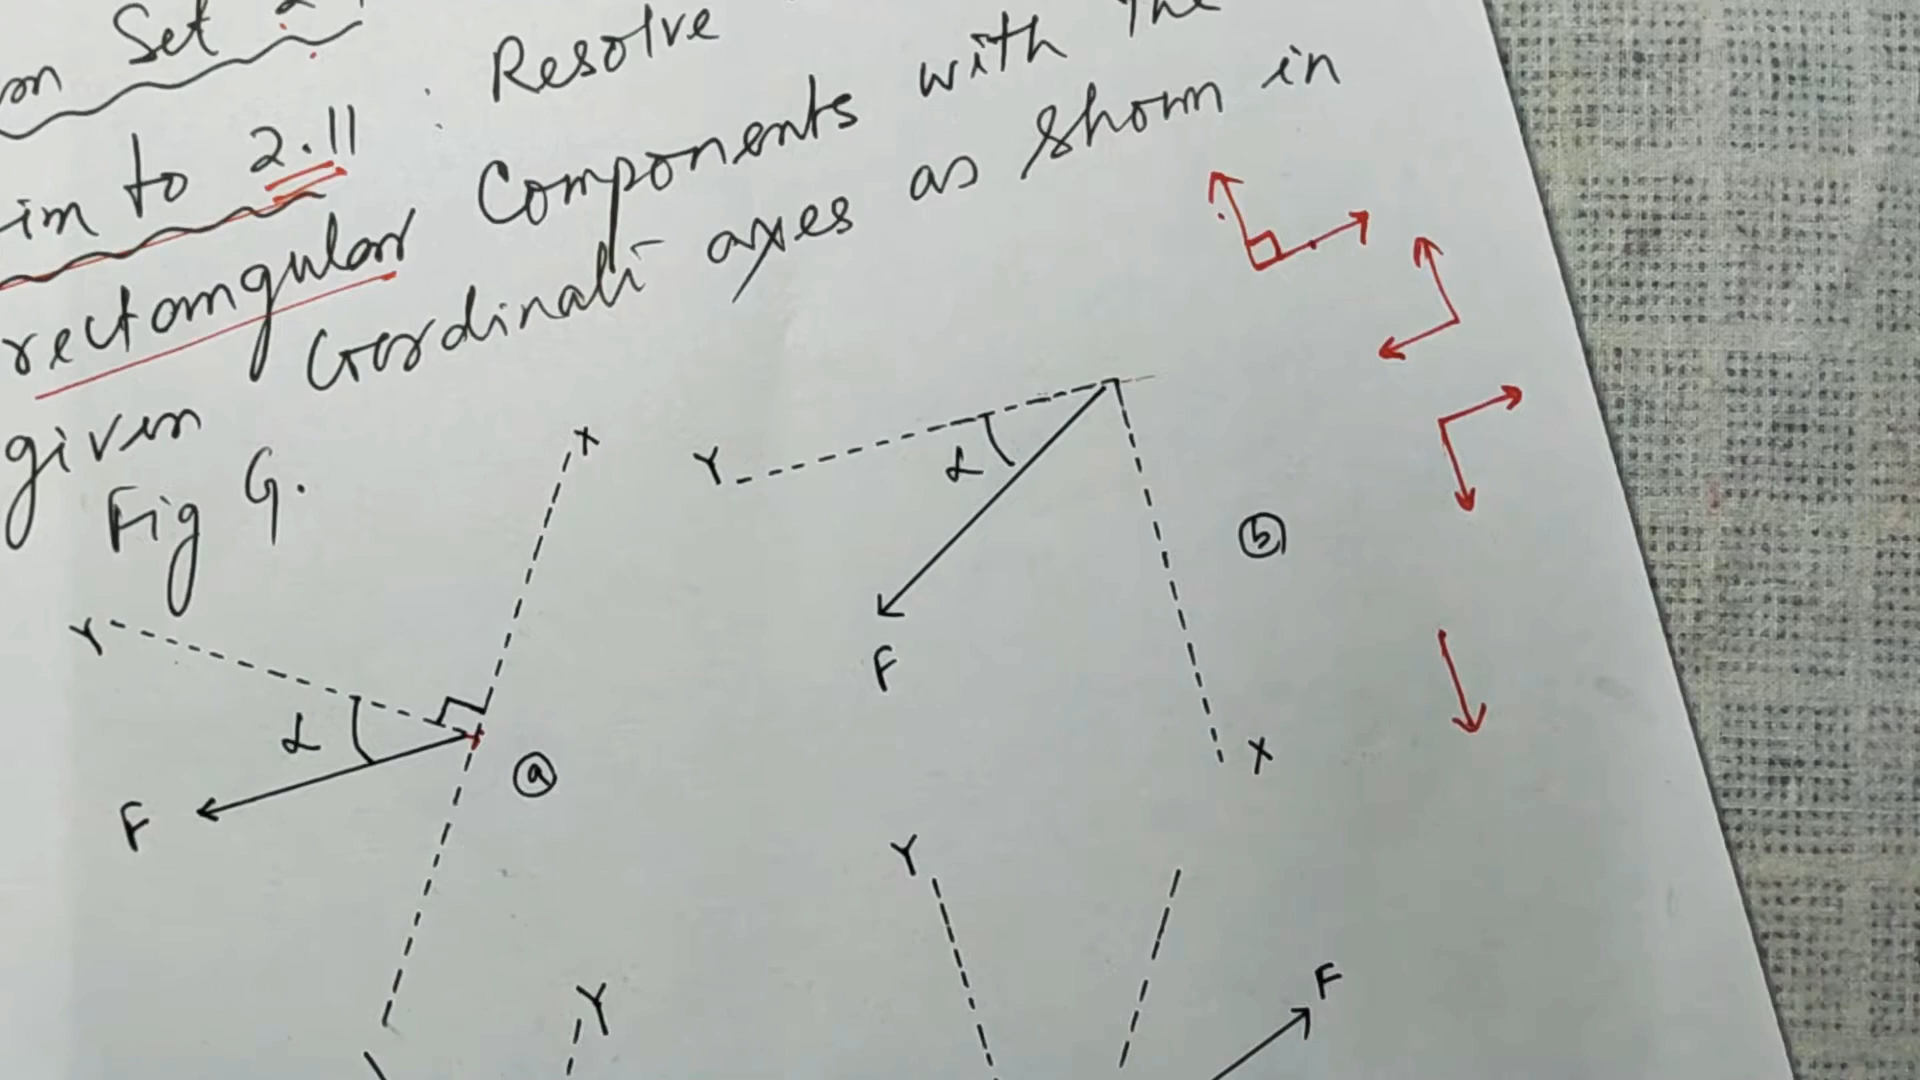 on Set
im to 2.11 : Resolve
rectangular Components with The
given Coordinate axes as shown in
Fig G.
X
Y
α
F
Y
α
b
F
X
a
Y
F
Y